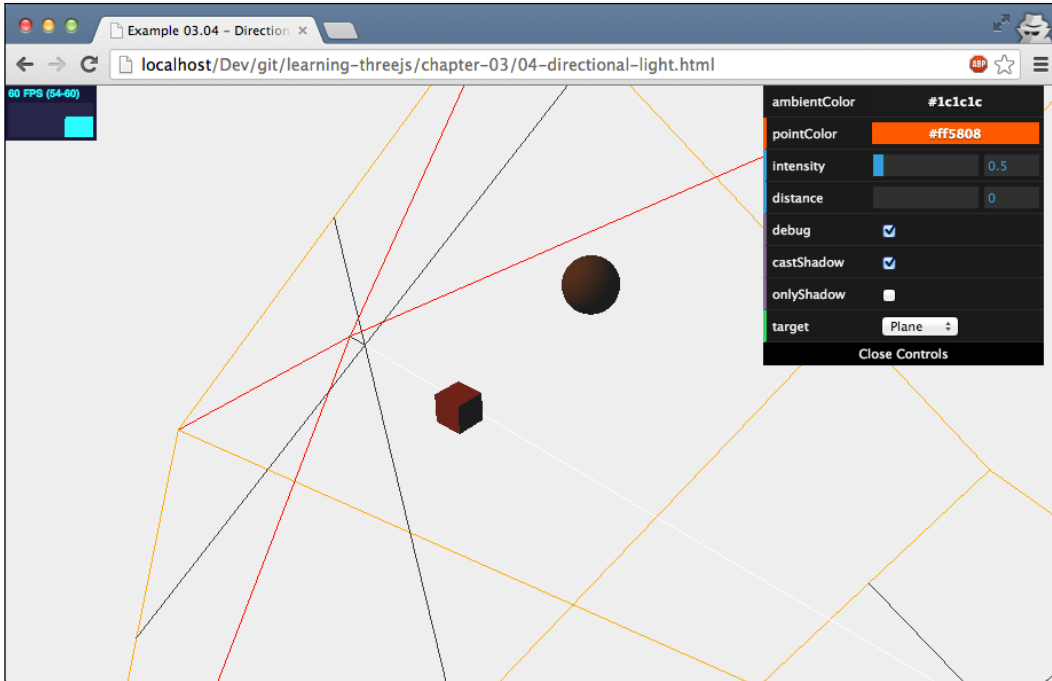 Example 03.04 – Direction
localhost/Dev/git/learning-threejs/chapter-03/04-directional-light.html
ABP
60 FPS (54-60)
ambientColor #1c1c1c
pointColor #ff5808
intensity 0.5
distance 0
debug
castShadow
onlyShadow
target Plane
Close Controls